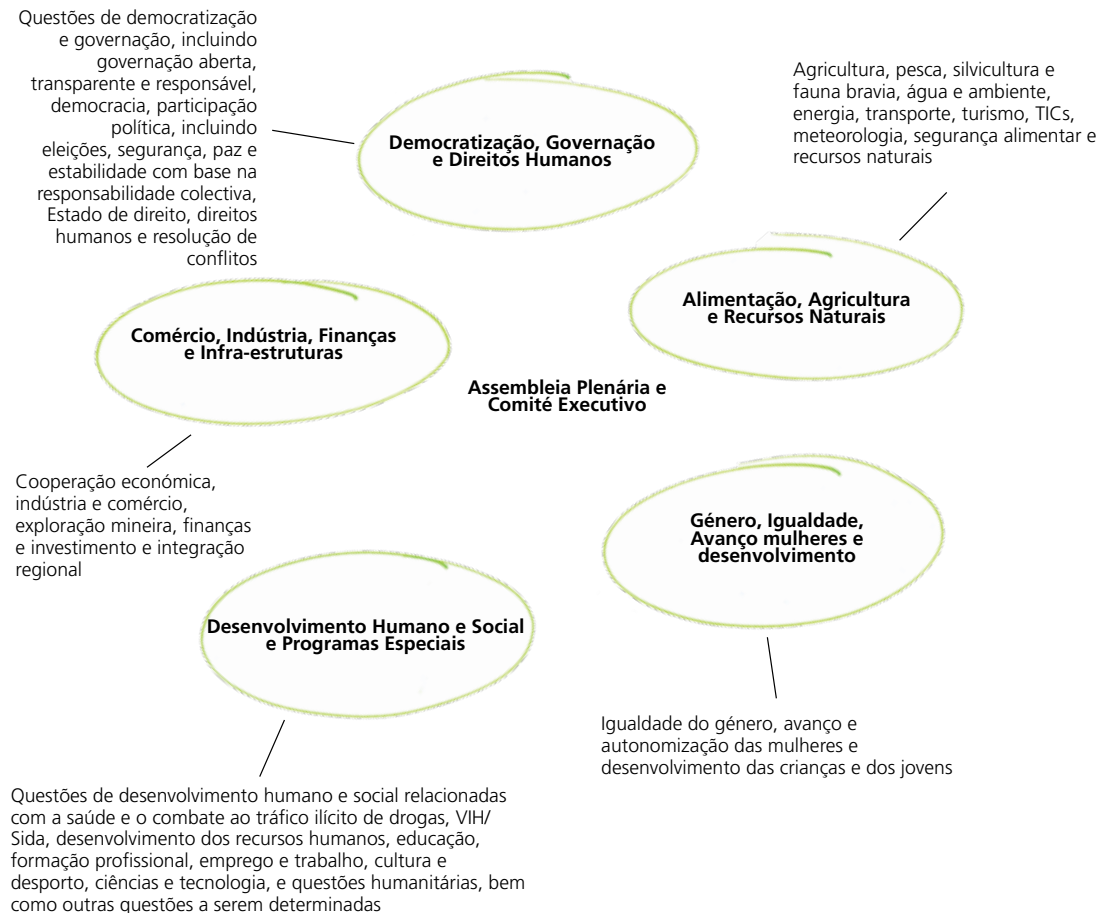 Questões de democratização
e governação, incluindo
governação aberta,
transparente e responsável,
democracia, participação
política, incluindo
eleições, segurança, paz e
estabilidade com base na
responsabilidade colectiva,
Estado de direito, direitos
humanos e resolução de
conflitos
Democratização, Governação
e Direitos Humanos
Agricultura, pesca, silvicultura e
fauna bravia, água e ambiente,
energia, transporte, turismo, TICs,
meteorologia, segurança alimentar e
recursos naturais
Alimentação, Agricultura
e Recursos Naturais
Comércio, Indústria, Finanças
e Infra-estruturas
Assembleia Plenária e
Comité Executivo
Cooperação económica,
indústria e comércio,
exploração mineira, finanças
e investimento e integração
regional
Género, Igualdade,
Avanço mulheres e
desenvolvimento
Desenvolvimento Humano e Social
e Programas Especiais
Igualdade do género, avanço e
autonomização das mulheres e
desenvolvimento das crianças e dos jovens
Questões de desenvolvimento humano e social relacionadas
com a saúde e o combate ao tráfico ilícito de drogas, VIH/
Sida, desenvolvimento dos recursos humanos, educação,
formação profissional, emprego e trabalho, cultura e
desporto, ciências e tecnologia, e questões humanitárias, bem
como outras questões a serem determinadas